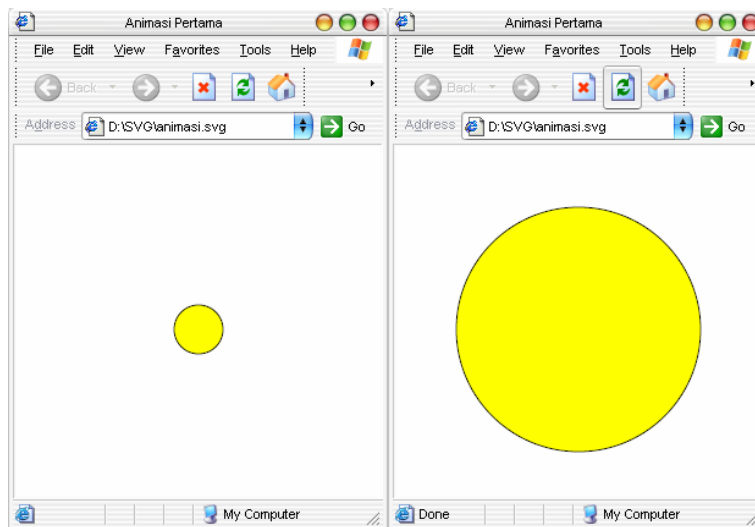 Animasi Pertama
File Edit View Favorites Tools Help
Back
Address D:\SVG\animasi.svg Go
My Computer
Animasi Pertama
File Edit View Favorites Tools Help
Back
Address D:\SVG\animasi.svg Go
Done My Computer